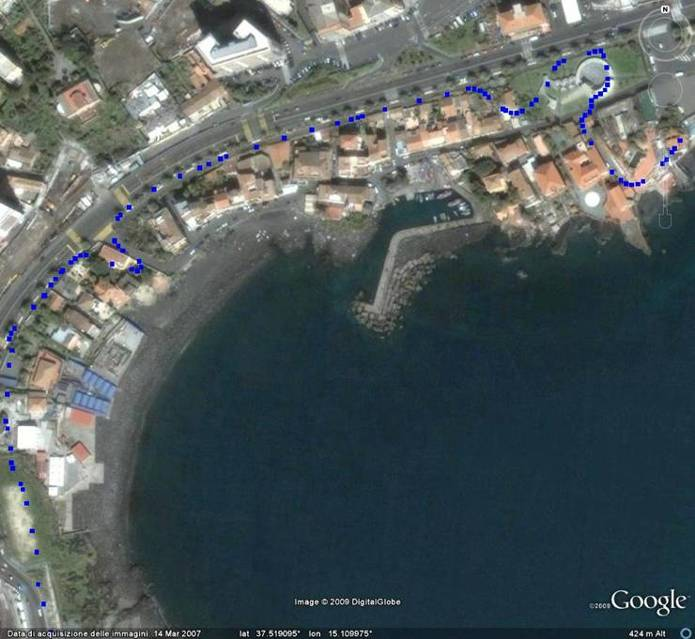 N
Image © 2009 DigitalGlobe
©2009 Google
Data di acquisizione delle immagini 14 Mar 2007 lat 37.519095° lon 15.109975° 424 m Alt